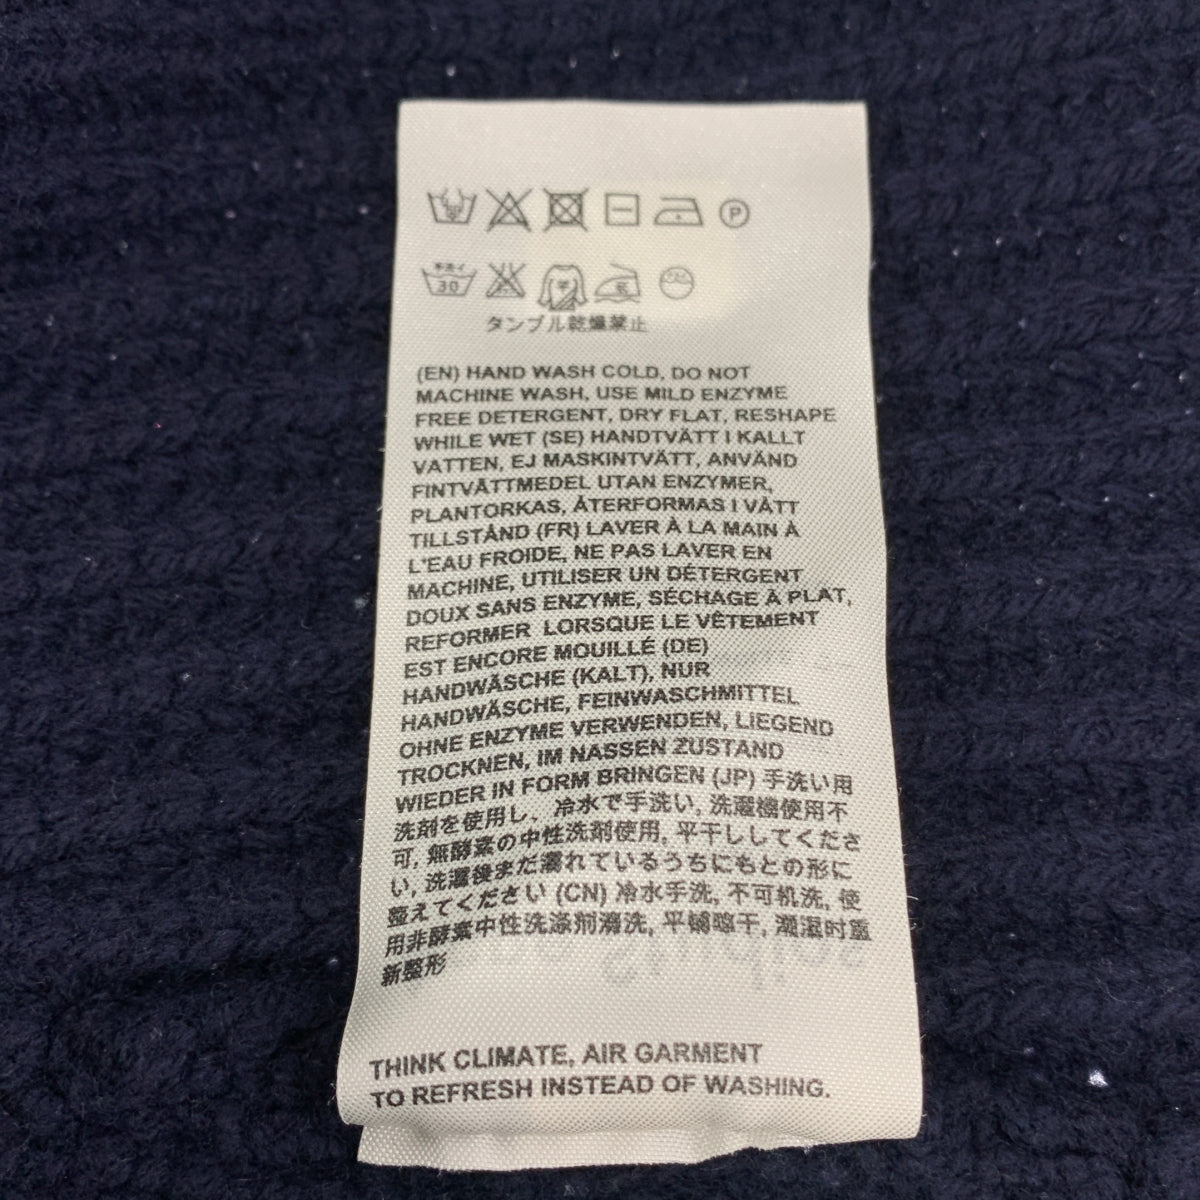 P
手洗イ
30
タンブル乾燥禁止
(EN) HAND WASH COLD, DO NOT
MACHINE WASH, USE MILD ENZYME
FREE DETERGENT, DRY FLAT, RESHAPE
WHILE WET (SE) HANDTVÄTT I KALLT
VATTEN, EJ MASKINTVÄTT, ANVÄND
FINTVÄTTMEDEL UTAN ENZYMER,
PLANTORKAS, ÅTERFORMAS I VÅTT
TILLSTÅND (FR) LAVER À LA MAIN À
L'EAU FROIDE, NE PAS LAVER EN
MACHINE, UTILISER UN DÉTERGENT
DOUX SANS ENZYME, SÉCHAGE À PLAT,
REFORMER LORSQUE LE VÊTEMENT
EST ENCORE MOUILLÉ (DE)
HANDWÄSCHE (KALT), NUR
HANDWÄSCHE, FEINWASCHMITTEL
OHNE ENZYME VERWENDEN, LIEGEND
TROCKNEN, IM NASSEN ZUSTAND
WIEDER IN FORM BRINGEN (JP) 手洗い用
洗剤を使用し、冷水で手洗い, 洗濯機使用不
可, 無酵素の中性洗剤使用, 平干ししてくださ
い, 洗濯後まだ濡れているうちにもとの形に
整えてください (CN) 冷水手洗, 不可机洗, 使
用非酵素中性洗涤剂清洗, 平铺晾干, 潮湿时重
新整形
THINK CLIMATE, AIR GARMENT
TO REFRESH INSTEAD OF WASHING.